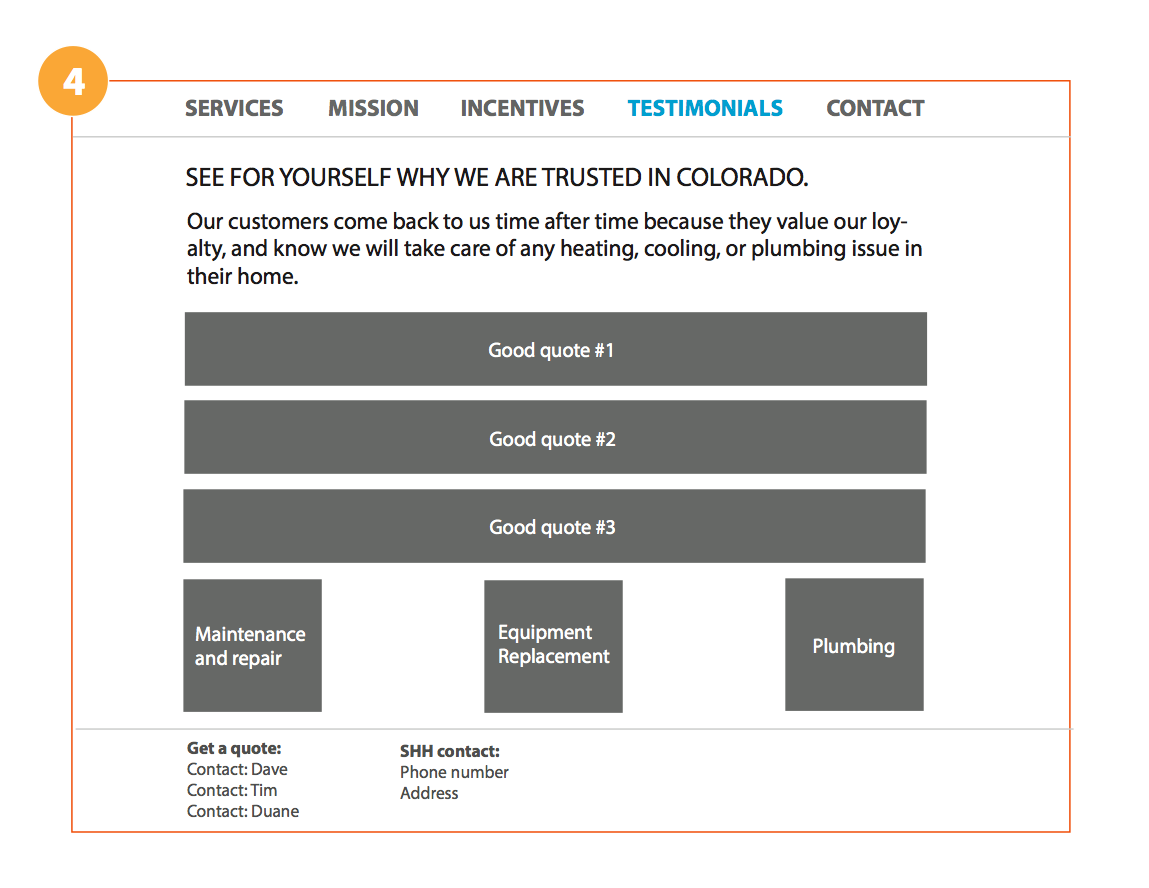 4
SERVICES MISSION INCENTIVES TESTIMONIALS CONTACT
SEE FOR YOURSELF WHY WE ARE TRUSTED IN COLORADO.
Our customers come back to us time after time because they value our loy-
alty, and know we will take care of any heating, cooling, or plumbing issue in
their home.
Good quote #1
Good quote #2
Good quote #3
Maintenance
and repair
Equipment
Replacement
Plumbing
Get a quote:
Contact: Dave
Contact: Tim
Contact: Duane
SHH contact:
Phone number
Address